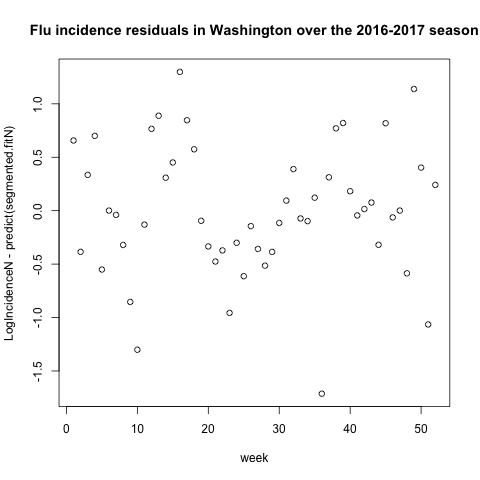 Flu incidence residuals in Washington over the 2016-2017 season
LogIncidenceN - predict(segmented.fitN)
1.0
0.5
0.0
-0.5
-1.0
-1.5
0 10 20 30 40 50
week